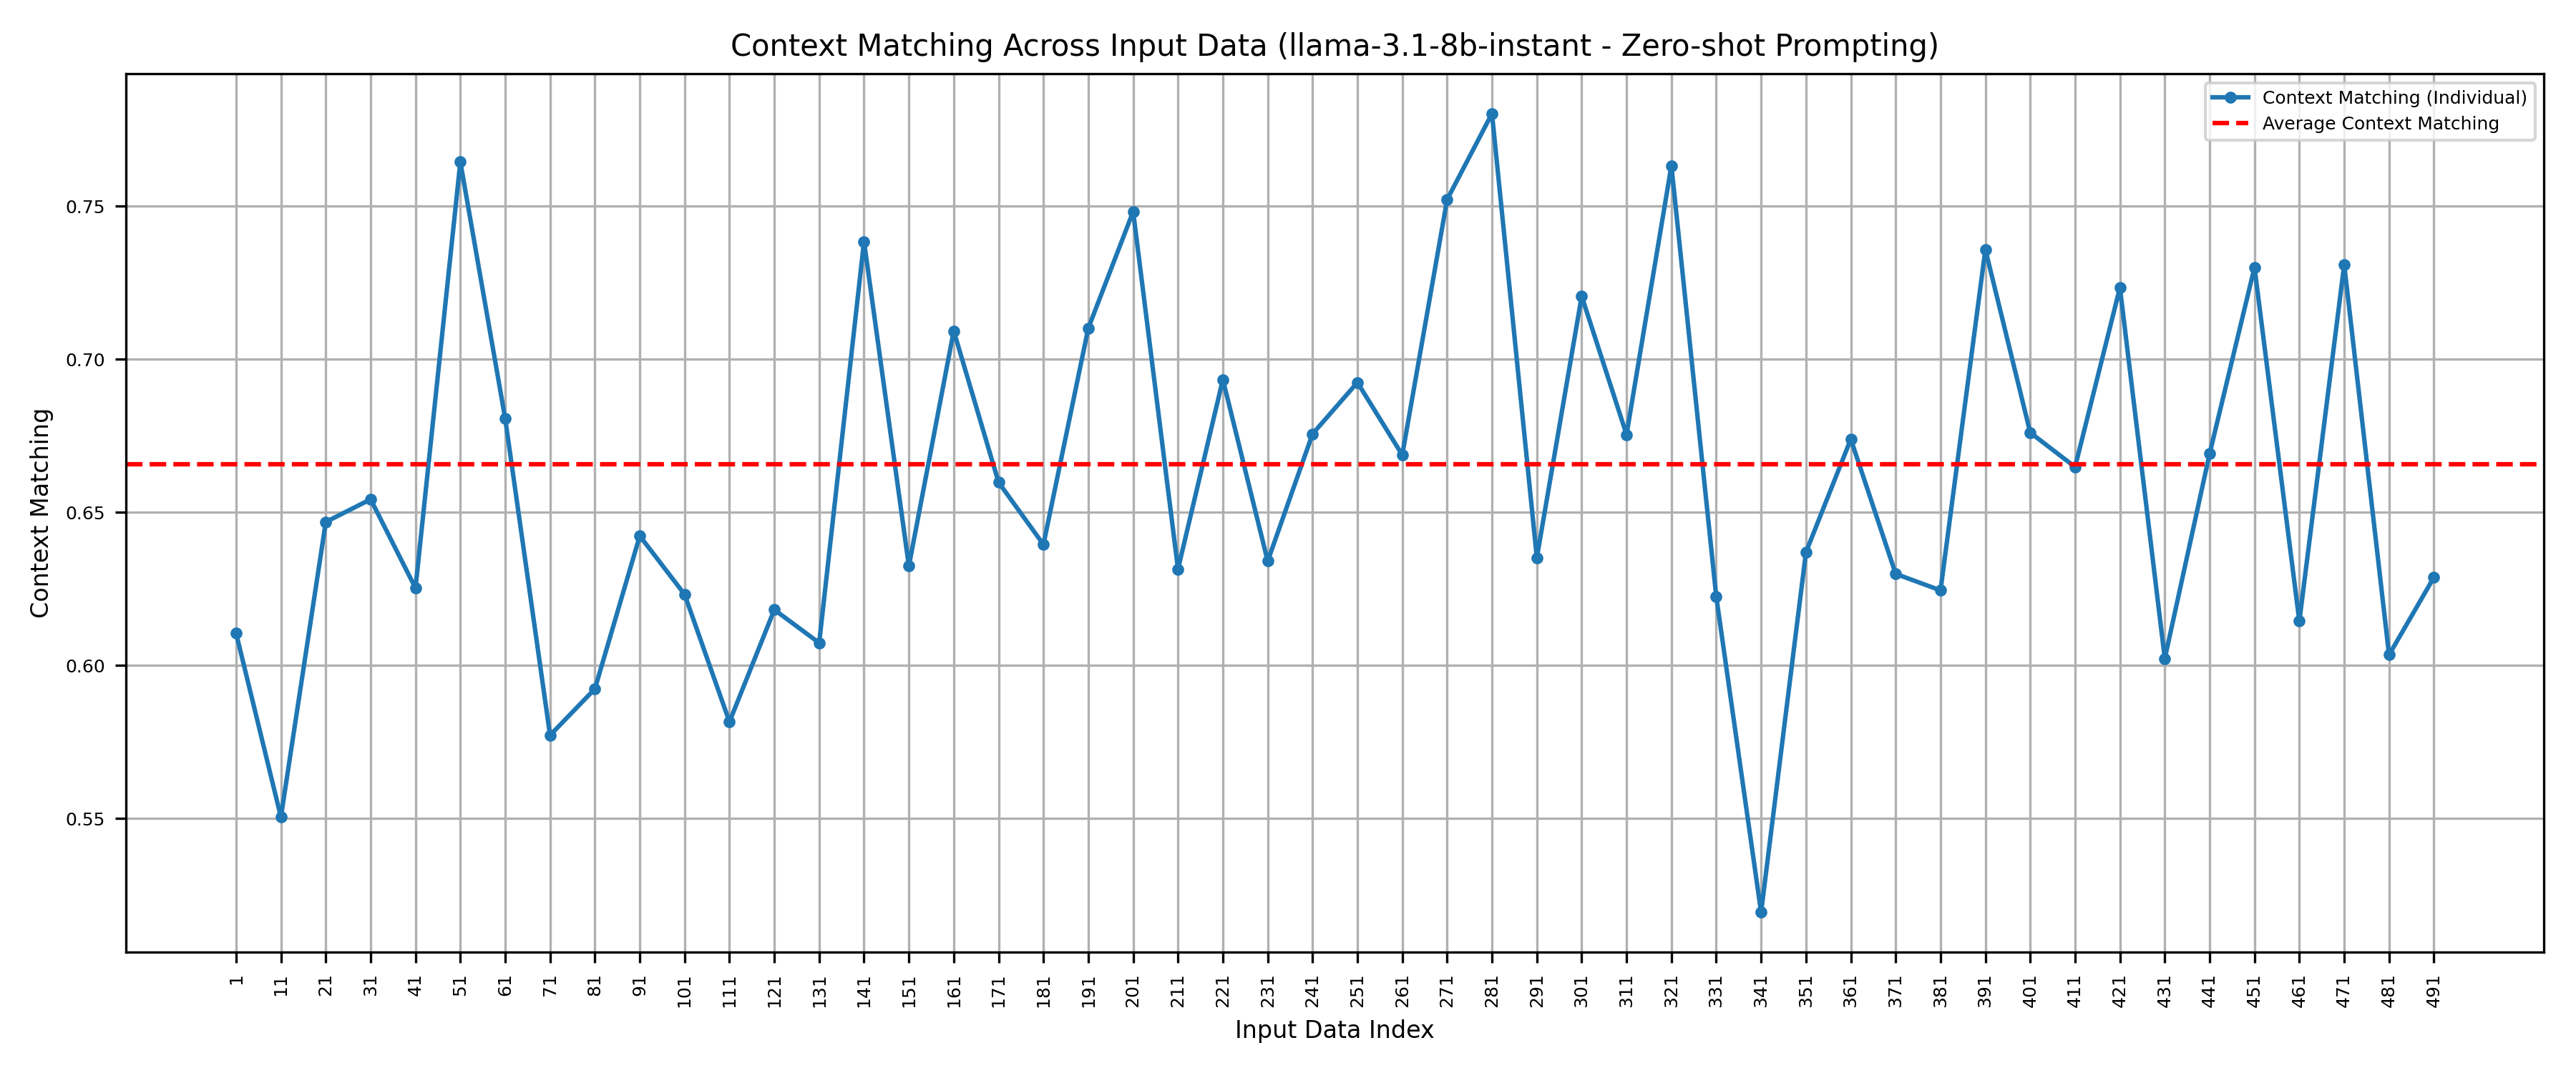 Context Matching Across Input Data (llama-3.1-8b-instant - Zero-shot Prompting)
Context Matching (Individual)
Average Context Matching
Context Matching
0.75
0.70
0.65
0.60
0.55
1 11 21 31 41 51 61 71 81 91 101 111 121 131 141 151 161 171 181 191 201 211 221 231 241 251 261 271 281 291 301 311 321 331 341 351 361 371 381 391 401 411 421 431 441 451 461 471 481 491
Input Data Index